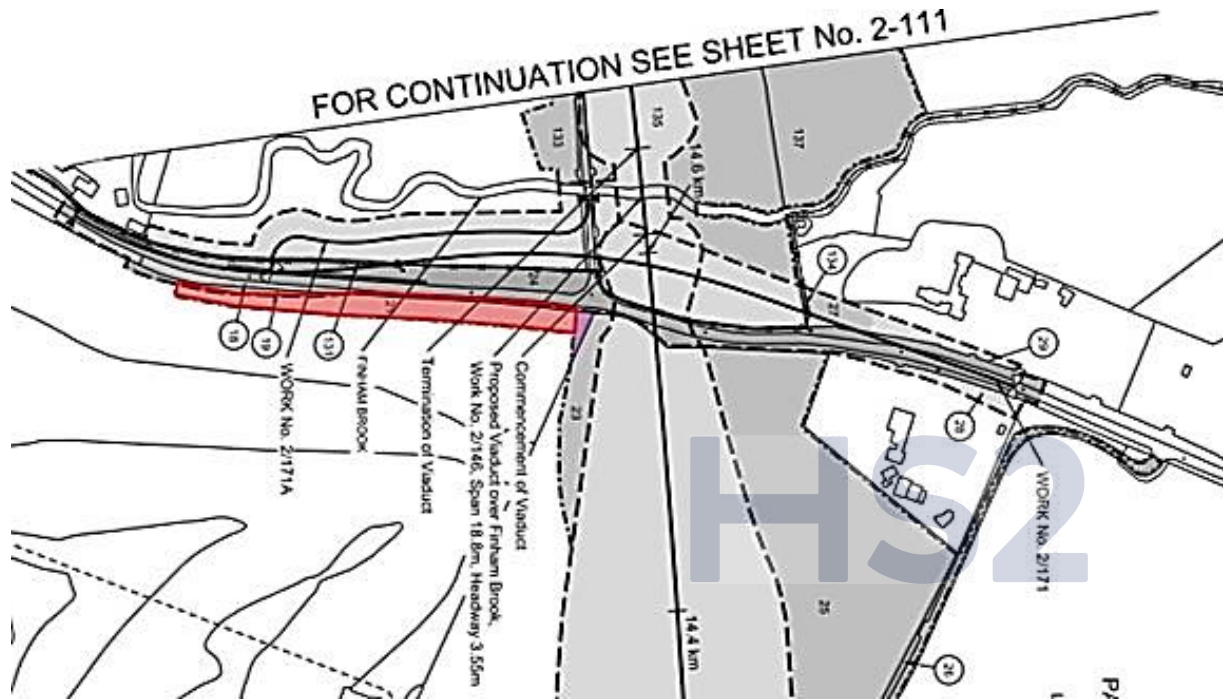 FOR CONTINUATION SEE SHEET No. 2-111
133
135
137
14.6 km
134
24
27
29
18
19
131
WORK No. 2/171A
FINHAM BROOK
Termination of Viaduct
Commencement of Viaduct
Proposed Viaduct over Finham Brook,
Work No. 2/146, Span 18.8m, Headway 3.55m
23
28
WORK No. 2/171
HS2
25
14.4 km
26